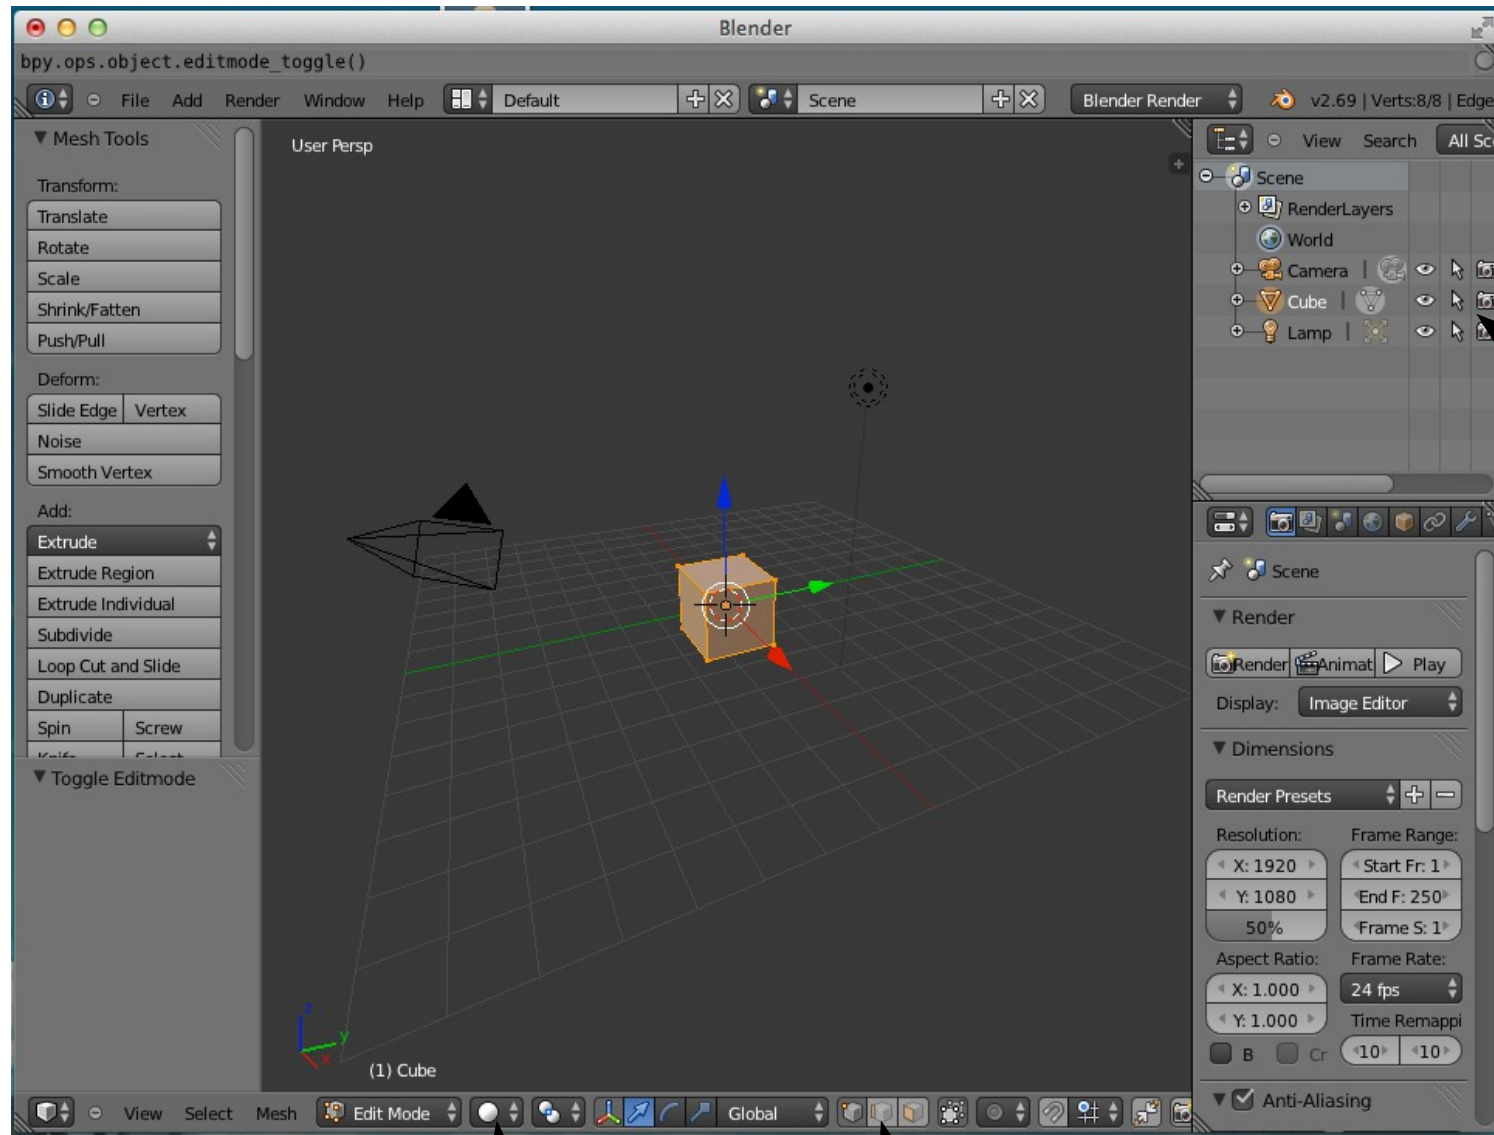 Blender
bpy.ops.object.editmode_toggle()
File Add Render Window Help Default Scene Blender Render v2.69 | Verts:8/8 | Edge
Mesh Tools
Transform:
Translate
Rotate
Scale
Shrink/Fatten
Push/Pull
Deform:
Slide Edge Vertex
Noise
Smooth Vertex
Add:
Extrude
Extrude Region
Extrude Individual
Subdivide
Loop Cut and Slide
Duplicate
Spin Screw
Toggle Editmode
User Persp
z
y
x
(1) Cube
View Select Mesh Edit Mode Global
View Search All Sc
Scene
RenderLayers
World
Camera
Cube
Lamp
Scene
Render
Render Animat Play
Display: Image Editor
Dimensions
Render Presets
Resolution: Frame Range:
X: 1920 Start Fr: 1
Y: 1080 End F: 250
50% Frame S: 1
Aspect Ratio: Frame Rate:
X: 1.000 24 fps
Y: 1.000 Time Remappi
B Cr 10 10
Anti-Aliasing